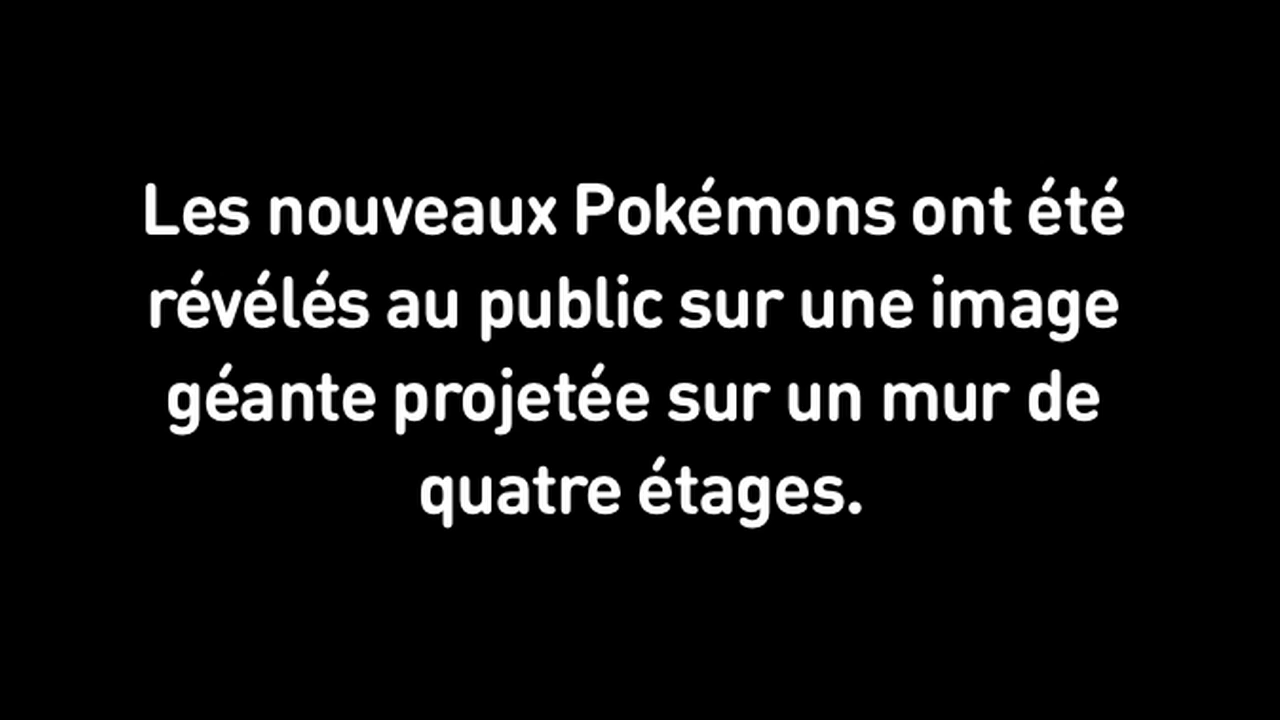 Les nouveaux Pokémons ont été
révélés au public sur une image
géante projetée sur un mur de
quatre étages.